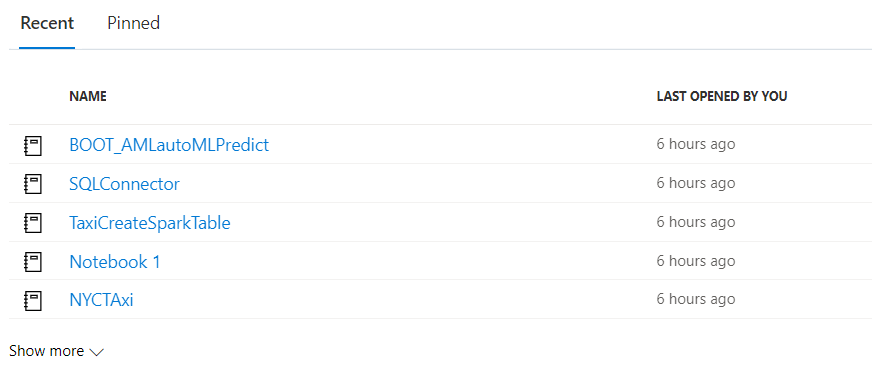 Recent Pinned
NAME LAST OPENED BY YOU
BOOT_AMLautoMLPredict 6 hours ago
SQLConnector 6 hours ago
TaxiCreateSparkTable 6 hours ago
Notebook 1 6 hours ago
NYCTAxi 6 hours ago
Show more